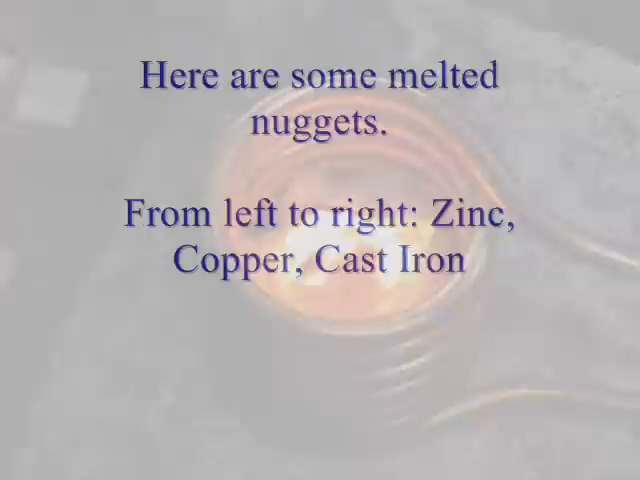 Here are some melted
nuggets.
From left to right: Zinc,
Copper, Cast Iron